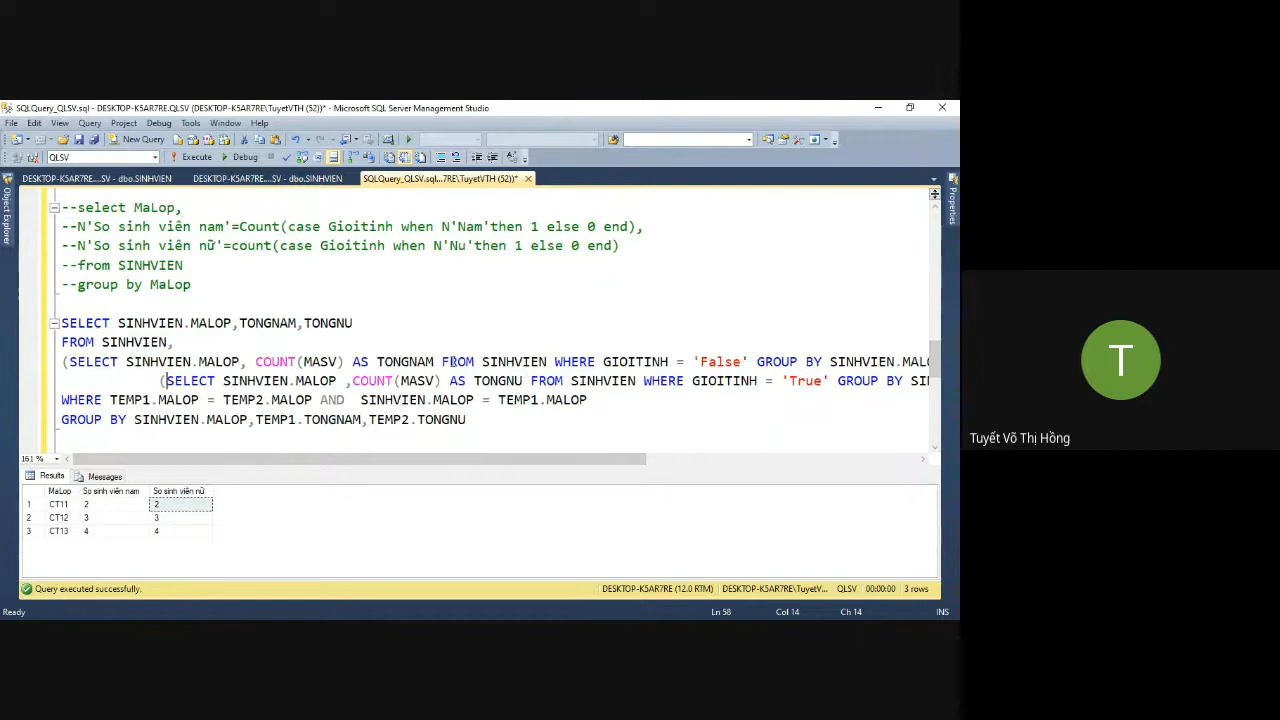 SQLQuery_QLSV.sql - DESKTOP-K5AR7RE.QLSV (DESKTOP-K5AR7RE\TuyetVTH (52))* - Microsoft SQL Server Management Studio
File Edit View Query Project Debug Tools Window Help
New Query
QLSV Execute Debug
DESKTOP-K5AR7RE....SV - dbo.SINHVIEN DESKTOP-K5AR7RE....SV - dbo.SINHVIEN SQLQuery_QLSV.sql...7RE\TuyetVTH (52))*
Object Explorer
Properties
--select MaLop,
--N'So sinh viên nam'=Count(case Gioitinh when N'Nam'then 1 else 0 end),
--N'So sinh viên nữ'=count(case Gioitinh when N'Nu'then 1 else 0 end)
--from SINHVIEN
--group by MaLop
SELECT SINHVIEN.MALOP,TONGNAM,TONGNU
FROM SINHVIEN,
(SELECT SINHVIEN.MALOP, COUNT(MASV) AS TONGNAM FROM SINHVIEN WHERE GIOITINH = 'False' GROUP BY SINHVIEN.MALO
(SELECT SINHVIEN.MALOP ,COUNT(MASV) AS TONGNU FROM SINHVIEN WHERE GIOITINH = 'True' GROUP BY SIN
WHERE TEMP1.MALOP = TEMP2.MALOP AND SINHVIEN.MALOP = TEMP1.MALOP
GROUP BY SINHVIEN.MALOP,TEMP1.TONGNAM,TEMP2.TONGNU
161 %
Results Messages
MaLop So sinh viên nam So sinh viên nữ
1 CT11 2 2
2 CT12 3 3
3 CT13 4 4
Query executed successfully. DESKTOP-K5AR7RE (12.0 RTM) DESKTOP-K5AR7RE\TuyetV... QLSV 00:00:00 3 rows
Ready Ln 58 Col 14 Ch 14 INS
T
Tuyết Võ Thị Hồng